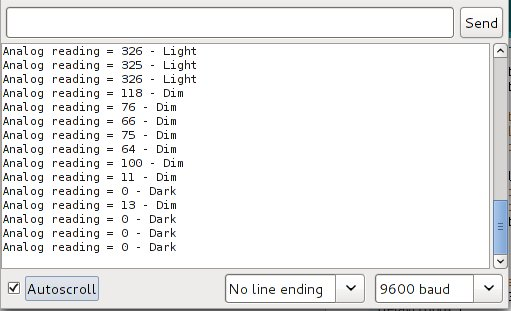 Send
Analog reading = 326 - Light
Analog reading = 325 - Light
Analog reading = 326 - Light
Analog reading = 118 - Dim
Analog reading = 76 - Dim
Analog reading = 66 - Dim
Analog reading = 75 - Dim
Analog reading = 64 - Dim
Analog reading = 100 - Dim
Analog reading = 11 - Dim
Analog reading = 0 - Dark
Analog reading = 13 - Dim
Analog reading = 0 - Dark
Analog reading = 0 - Dark
Analog reading = 0 - Dark
Autoscroll No line ending 9600 baud